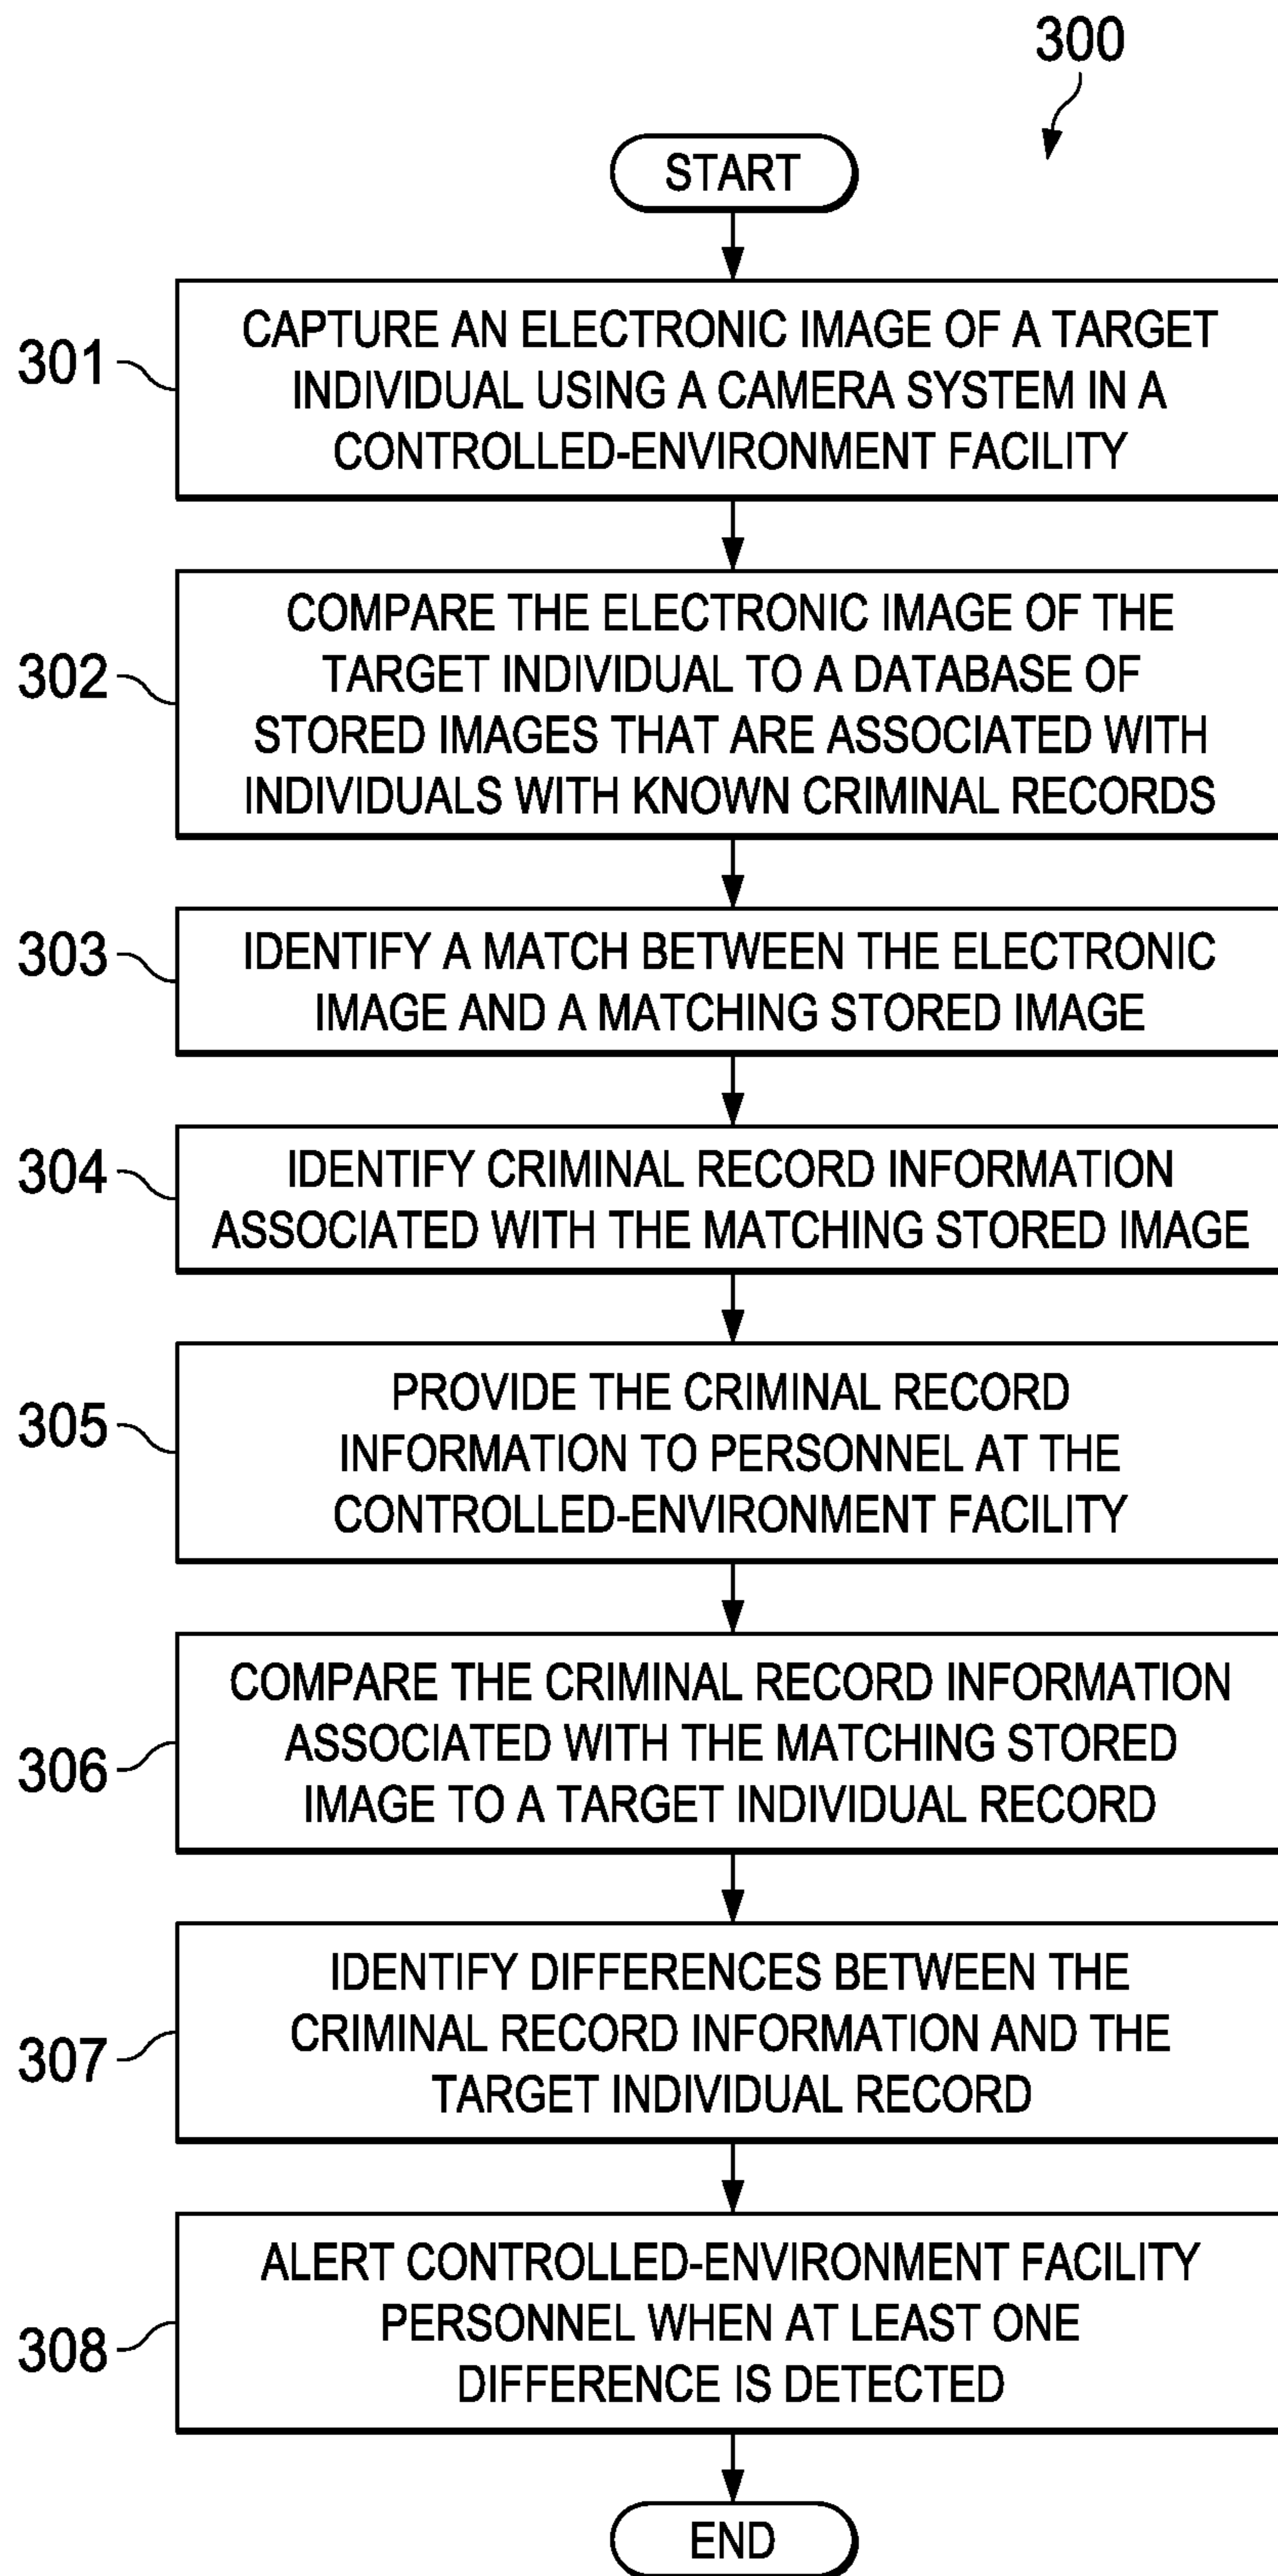 300
START
301
CAPTURE AN ELECTRONIC IMAGE OF A TARGET
INDIVIDUAL USING A CAMERA SYSTEM IN A
CONTROLLED-ENVIRONMENT FACILITY
302
COMPARE THE ELECTRONIC IMAGE OF THE
TARGET INDIVIDUAL TO A DATABASE OF
STORED IMAGES THAT ARE ASSOCIATED WITH
INDIVIDUALS WITH KNOWN CRIMINAL RECORDS
303
IDENTIFY A MATCH BETWEEN THE ELECTRONIC
IMAGE AND A MATCHING STORED IMAGE
304
IDENTIFY CRIMINAL RECORD INFORMATION
ASSOCIATED WITH THE MATCHING STORED IMAGE
305
PROVIDE THE CRIMINAL RECORD
INFORMATION TO PERSONNEL AT THE
CONTROLLED-ENVIRONMENT FACILITY
306
COMPARE THE CRIMINAL RECORD INFORMATION
ASSOCIATED WITH THE MATCHING STORED
IMAGE TO A TARGET INDIVIDUAL RECORD
307
IDENTIFY DIFFERENCES BETWEEN THE
CRIMINAL RECORD INFORMATION AND THE
TARGET INDIVIDUAL RECORD
308
ALERT CONTROLLED-ENVIRONMENT FACILITY
PERSONNEL WHEN AT LEAST ONE
DIFFERENCE IS DETECTED
END